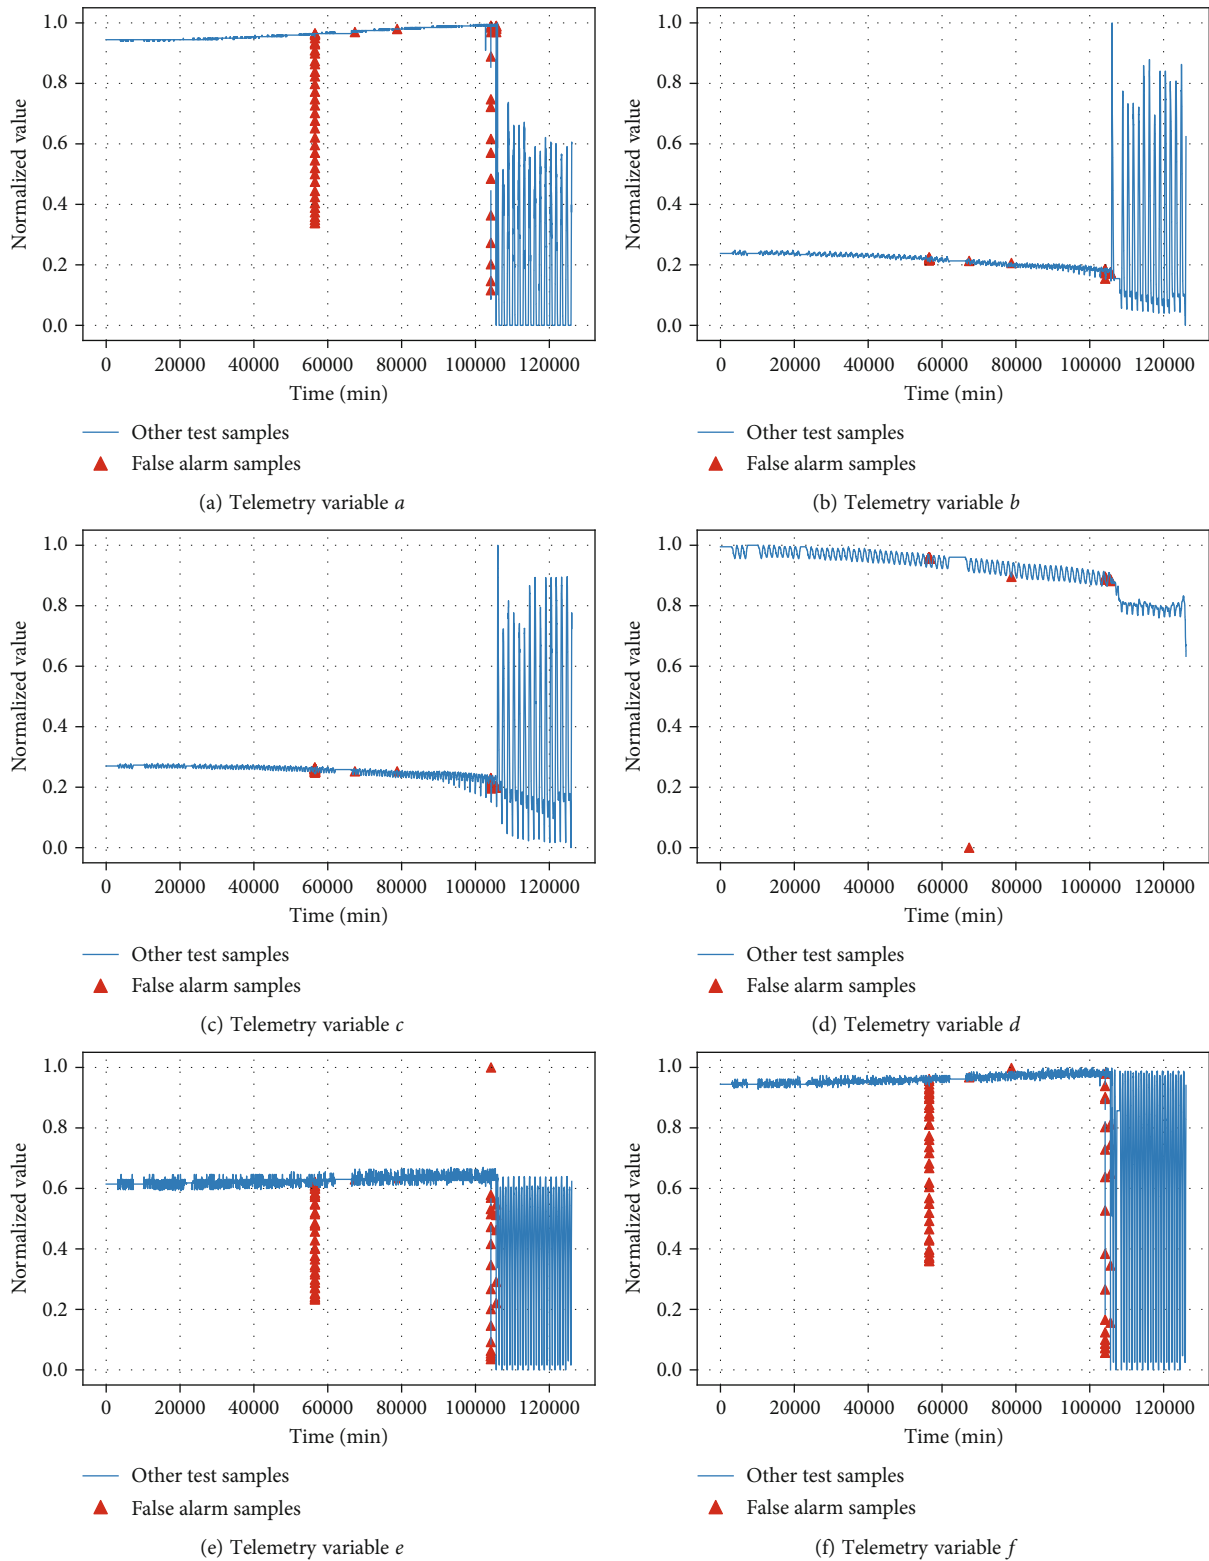 1.0
0.8
0.6
0.4
0.2
0.0
Normalized value
0 20000 40000 60000 80000 100000 120000
Time (min)
Other test samples
False alarm samples
(a) Telemetry variable a
1.0
0.8
0.6
0.4
0.2
0.0
Normalized value
0 20000 40000 60000 80000 100000 120000
Time (min)
Other test samples
False alarm samples
(b) Telemetry variable b
1.0
0.8
0.6
0.4
0.2
0.0
Normalized value
0 20000 40000 60000 80000 100000 120000
Time (min)
Other test samples
False alarm samples
(c) Telemetry variable c
1.0
0.8
0.6
0.4
0.2
0.0
Normalized value
0 20000 40000 60000 80000 100000 120000
Time (min)
Other test samples
False alarm samples
(d) Telemetry variable d
1.0
0.8
0.6
0.4
0.2
0.0
Normalized value
0 20000 40000 60000 80000 100000 120000
Time (min)
Other test samples
False alarm samples
(e) Telemetry variable e
1.0
0.8
0.6
0.4
0.2
0.0
Normalized value
0 20000 40000 60000 80000 100000 120000
Time (min)
Other test samples
False alarm samples
(f) Telemetry variable f